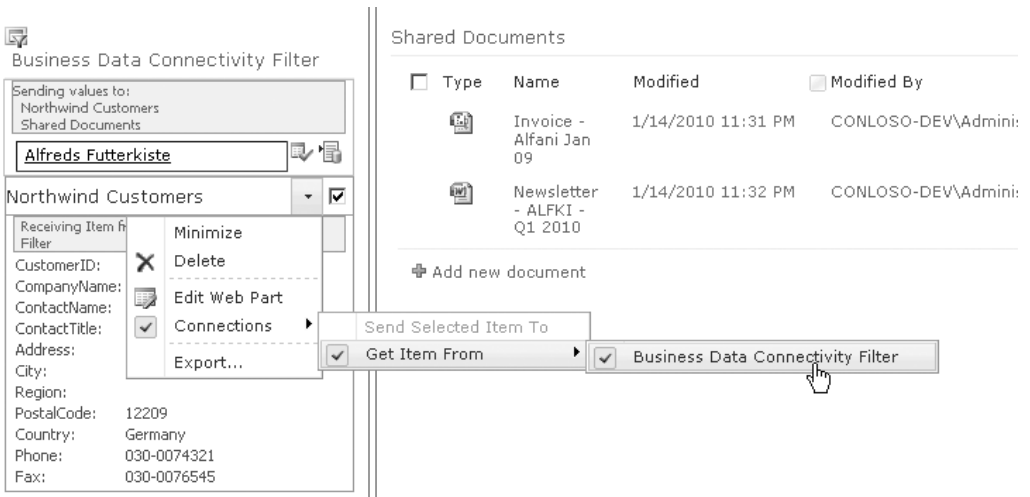 Business Data Connectivity Filter
Sending values to:
Northwind Customers
Shared Documents
Alfreds Futterkiste
Northwind Customers
Receiving Item
Filter
CustomerID:
CompanyName:
ContactName:
ContactTitle:
Address:
City:
Region:
PostalCode: 12209
Country: Germany
Phone: 030-0074321
Fax: 030-0076545
Minimize
Delete
Edit Web Part
Connections
Export...
Send Selected Item To
Get Item From
Business Data Connectivity Filter
Shared Documents
Type Name Modified Modified By
Invoice - 1/14/2010 11:31 PM CONLOSO-DEV\Adminis
Alfani Jan
09
Newsletter 1/14/2010 11:32 PM CONLOSO-DEV\Adminis
- ALFKI -
Q1 2010
Add new document